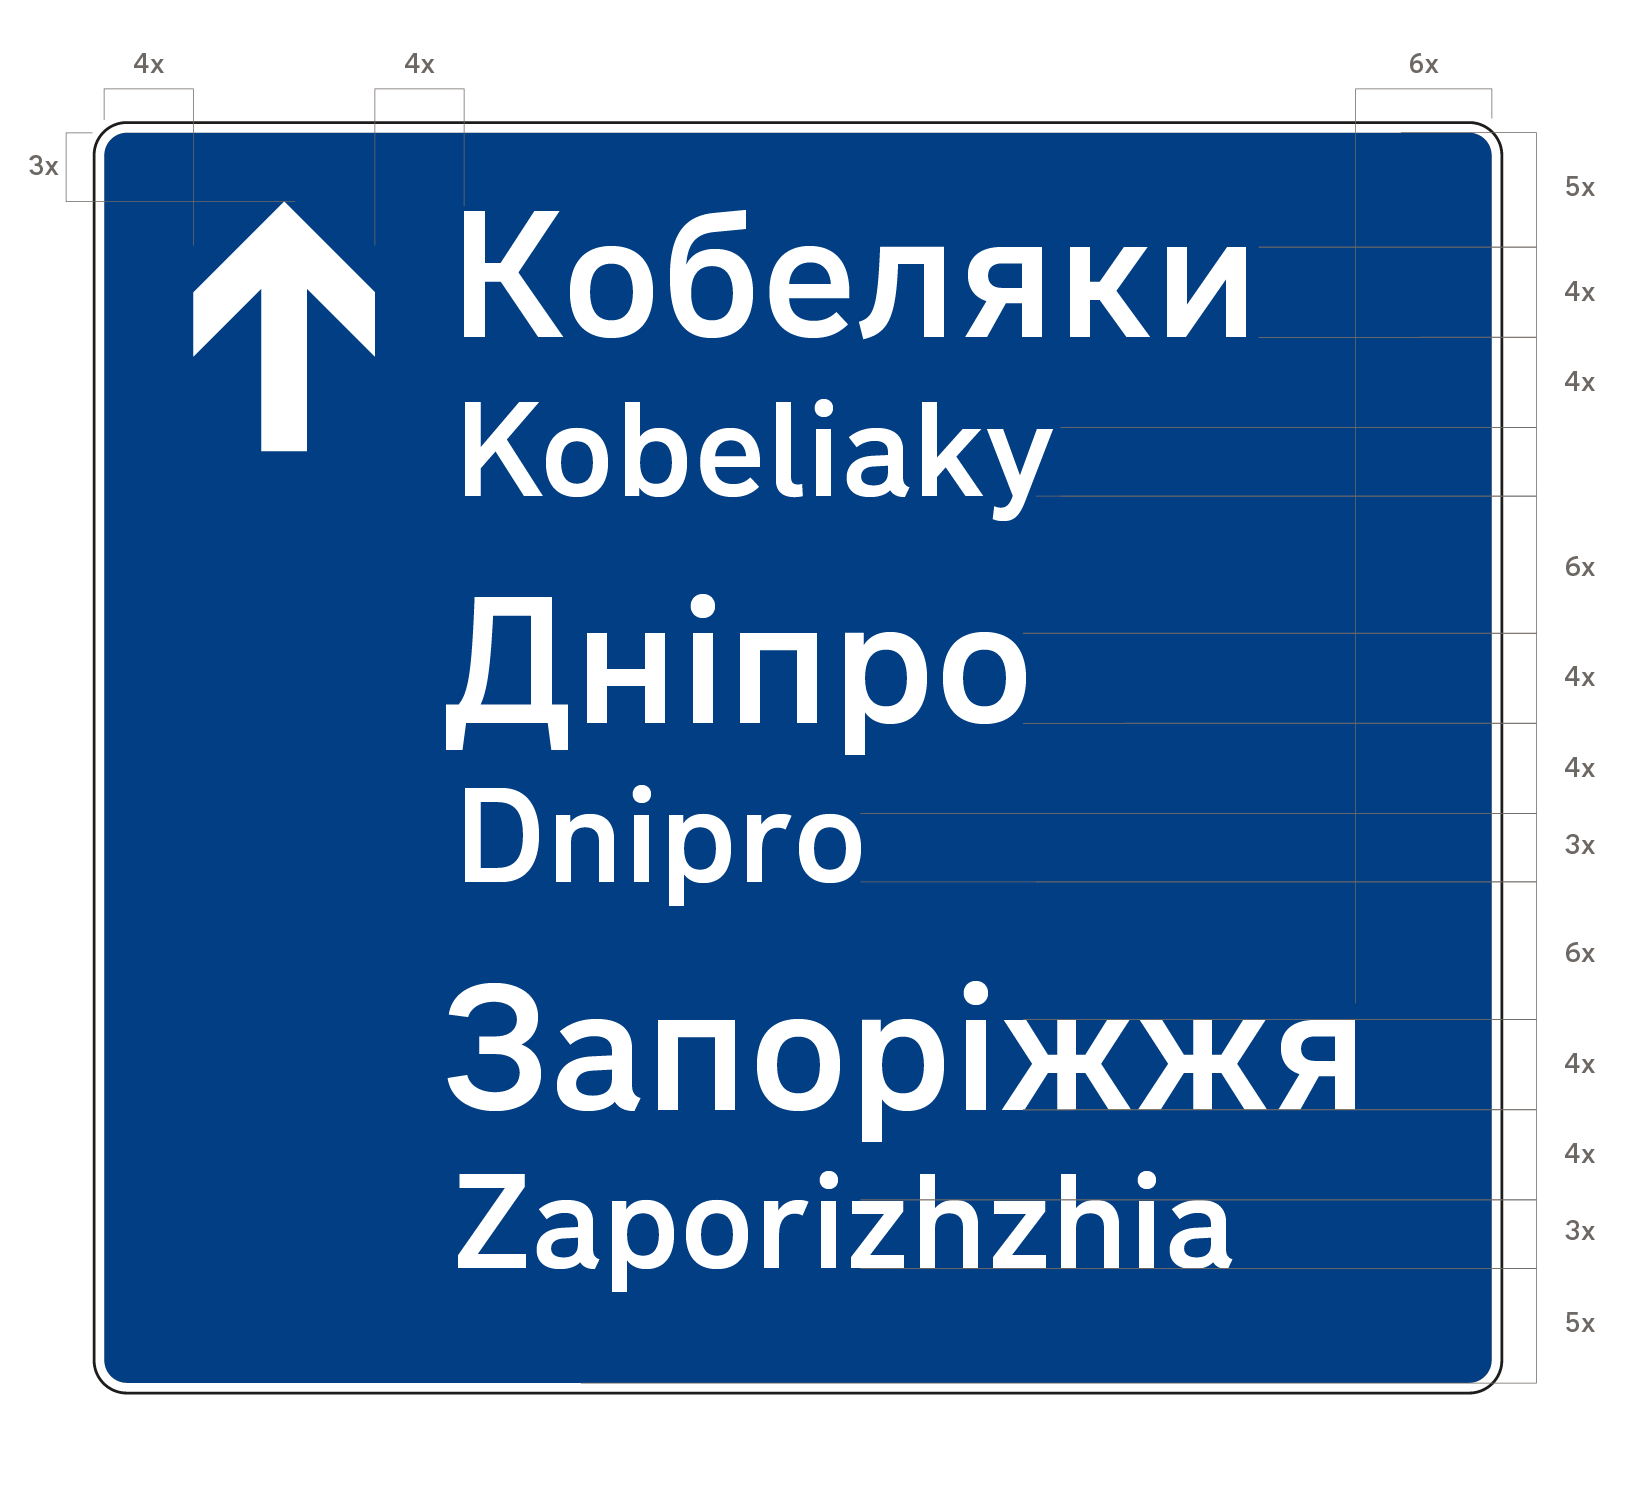 4x 4x 6x
3x
5x
Кобеляки
4x
4x
Kobeliaky
6x
Дніпро
4x
4x
Dnipro
3x
6x
Запоріжжя
4x
4x
Zaporizhzhia
3x
5x